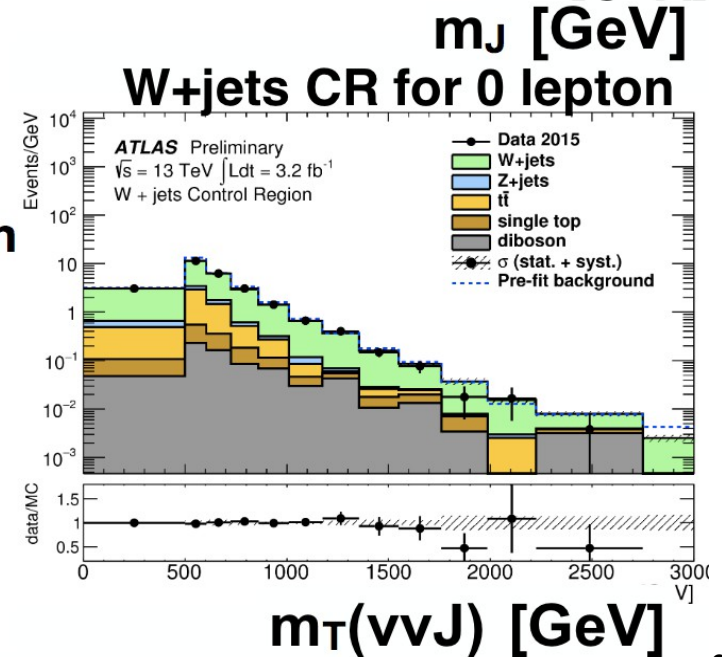 mJ [GeV]
W+jets CR for 0 lepton
Events/GeV
10⁴
10³
10²
10
1
10⁻¹
10⁻²
10⁻³
ATLAS Preliminary
√s = 13 TeV ∫Ldt = 3.2 fb⁻¹
W + jets Control Region
Data 2015
W+jets
Z+jets
tt̄
single top
diboson
σ (stat. + syst.)
Pre-fit background
n
data/MC
1.5
1
0.5
0 500 1000 1500 2000 2500 3000
V]
mT(vvJ) [GeV]